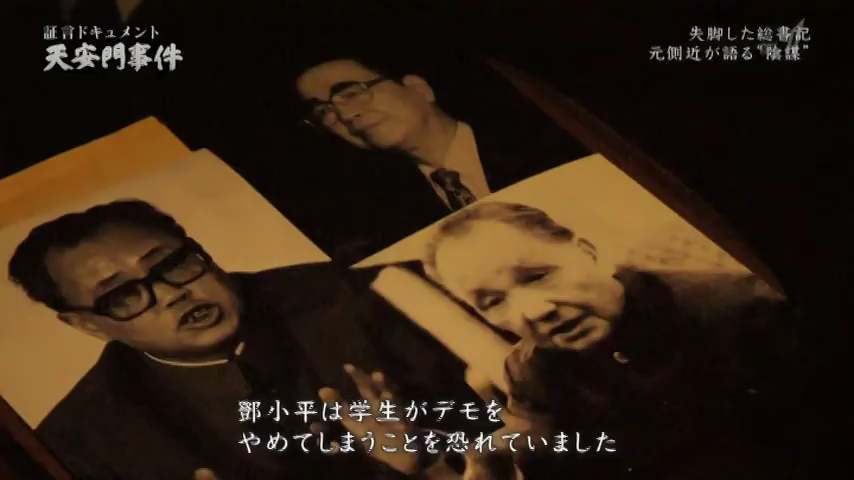 証言ドキュメント
天安門事件
失脚した総書記
元側近が語る"陰謀"
鄧小平は学生がデモを
やめてしまうことを恐れていました